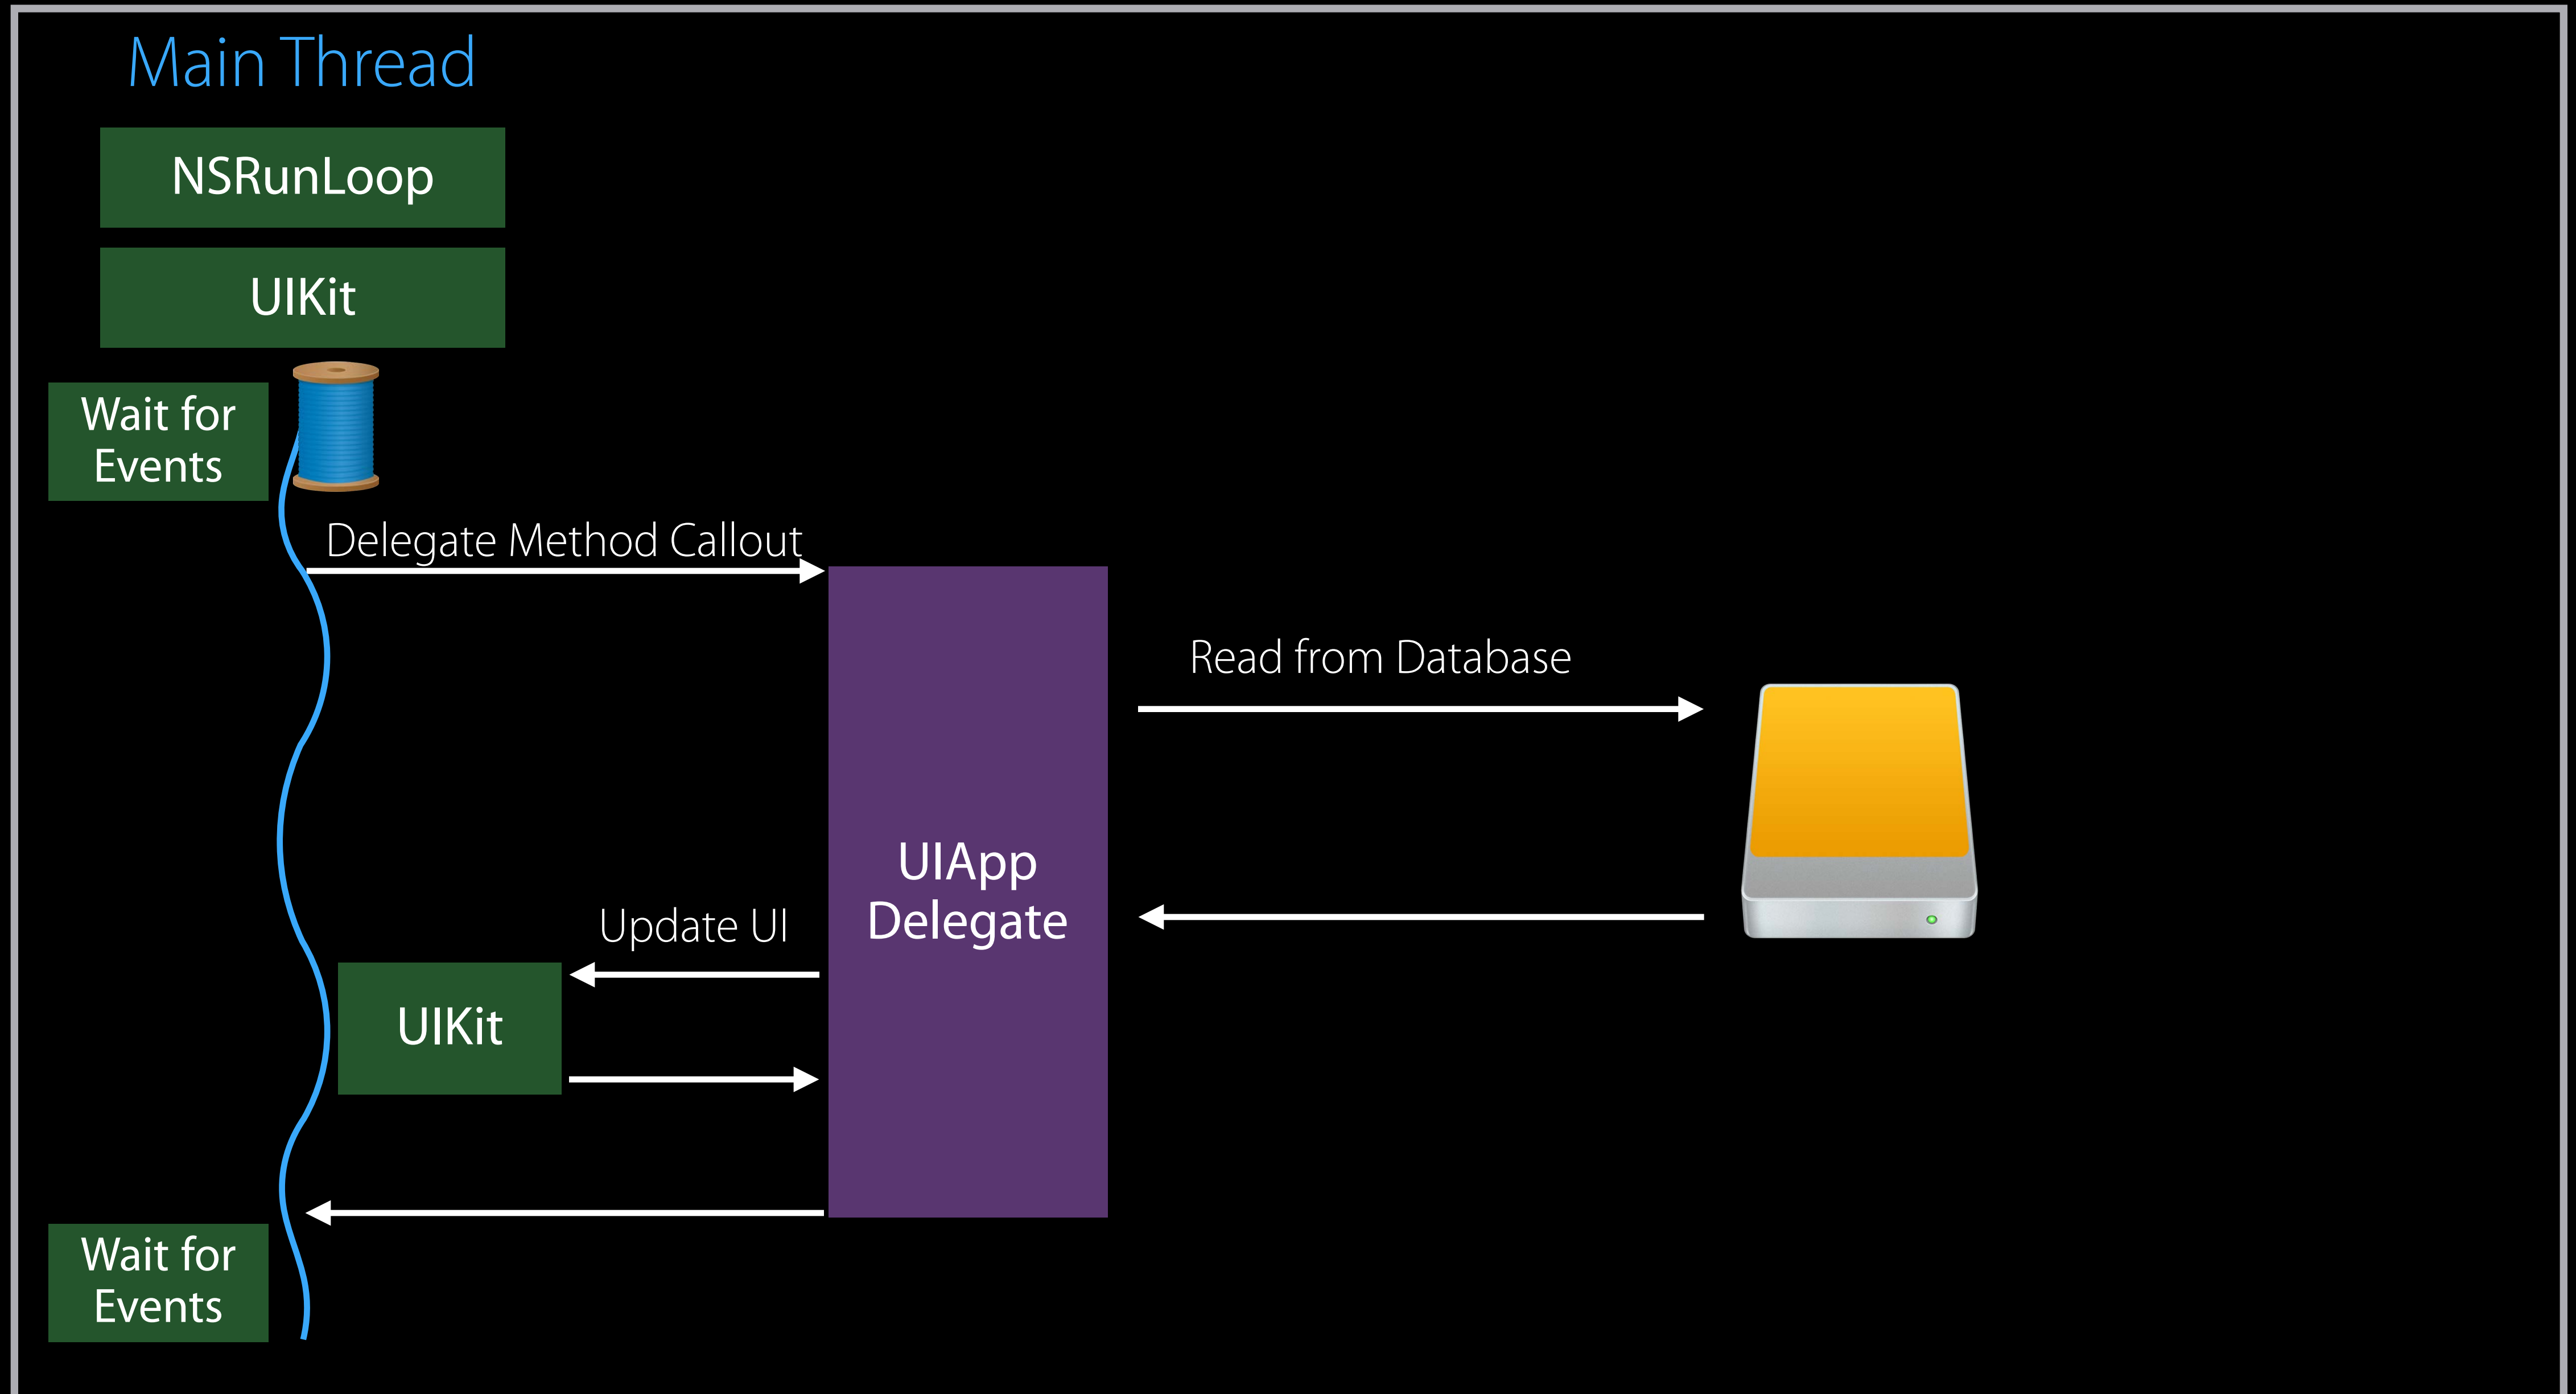 Main Thread
NSRunLoop
UIKit
Wait for
Events
Delegate Method Callout
Read from Database
UIApp
Delegate
Update UI
UIKit
Wait for
Events